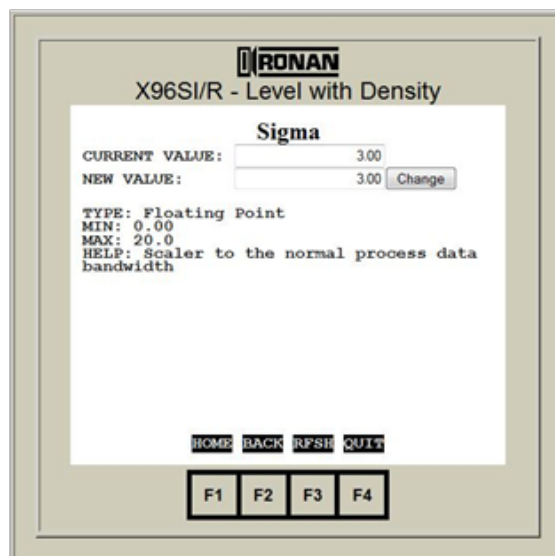 RONAN
X96SI/R - Level with Density
Sigma
CURRENT VALUE: 3.00
NEW VALUE: 3.00 Change
TYPE: Floating Point
MIN: 0.00
MAX: 20.0
HELP: Scaler to the normal process data
bandwidth
HOME BACK RFSH QUIT
F1 F2 F3 F4